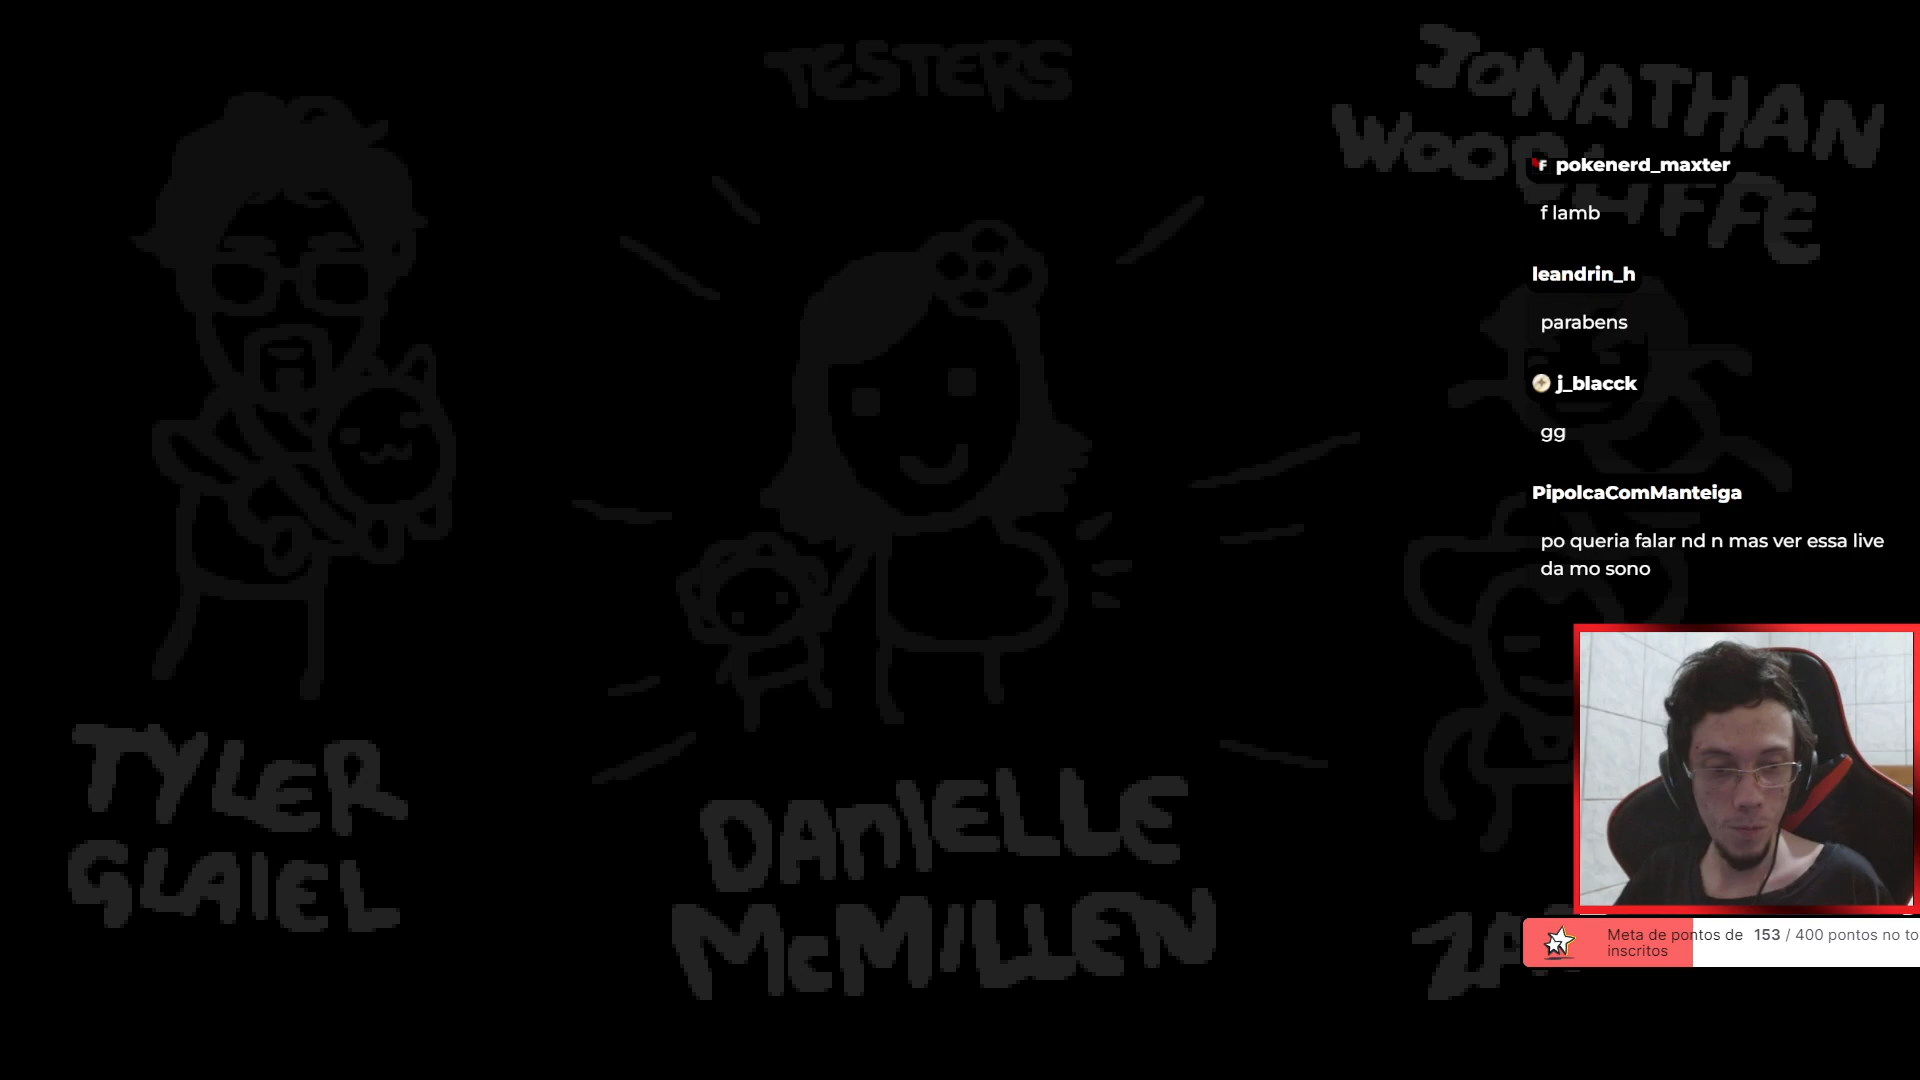 TESTERS
JONATHAN
WOODCLIFFE
TYLER
GLAIEL
DANIELLE
McMILLEN
pokenerd_maxter
f lamb
leandrin_h
parabens
j_blacck
gg
PipolcaComManteiga
po queria falar nd n mas ver essa live
da mo sono
Meta de pontos de
inscritos
153 / 400 pontos no to